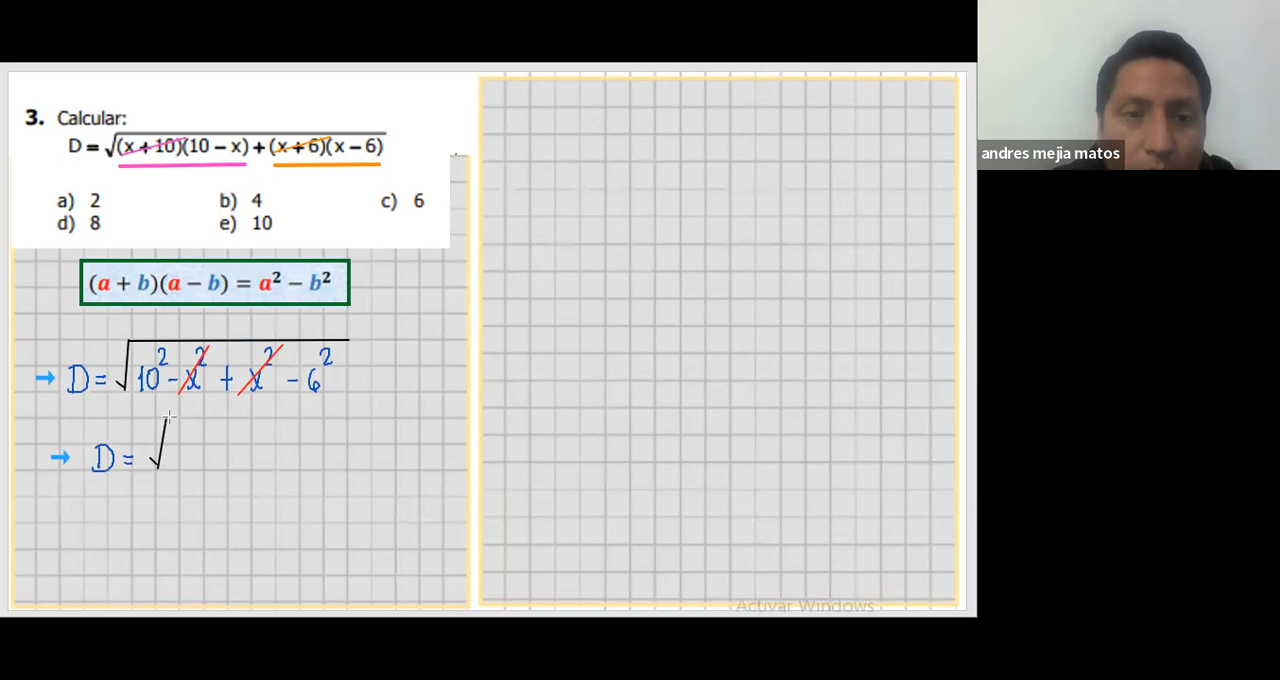 3. Calcular:
D = √(x + 10)(10 − x) + (x + 6)(x − 6)
a) 2 b) 4 c) 6
d) 8 e) 10
(a + b)(a − b) = a² − b²
→ D = √10² − x² + x² − 6²
→ D = √
andres mejia matos
Activar Windows